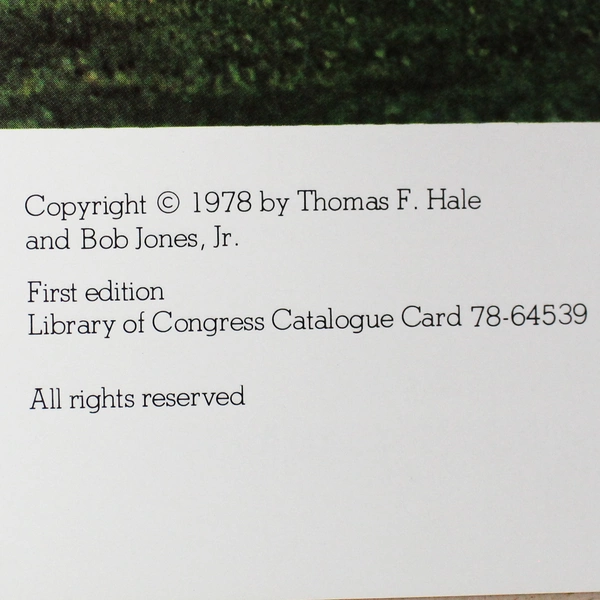 Copyright © 1978 by Thomas F. Hale
and Bob Jones, Jr.
First edition
Library of Congress Catalogue Card 78-64539
All rights reserved